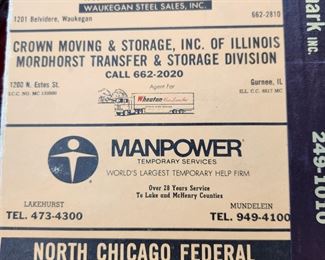 WAUKEGAN STEEL SALES, INC.
1201 Belvidere, Waukegan 662-2810
CROWN MOVING & STORAGE, INC. OF ILLINOIS
MORDHORST TRANSFER & STORAGE DIVISION
CALL 662-2020
1200 N. Estes St. Gurnee, IL
Agent For
Wheaton
MANPOWER®
TEMPORARY SERVICES
WORLD'S LARGEST TEMPORARY HELP FIRM
Over 28 Years Service
To Lake and McHenry Counties
LAKEHURST MUNDELEIN
TEL. 473-4300 TEL. 949-4100
NORTH CHICAGO FEDERAL
mark INC.
249-1010